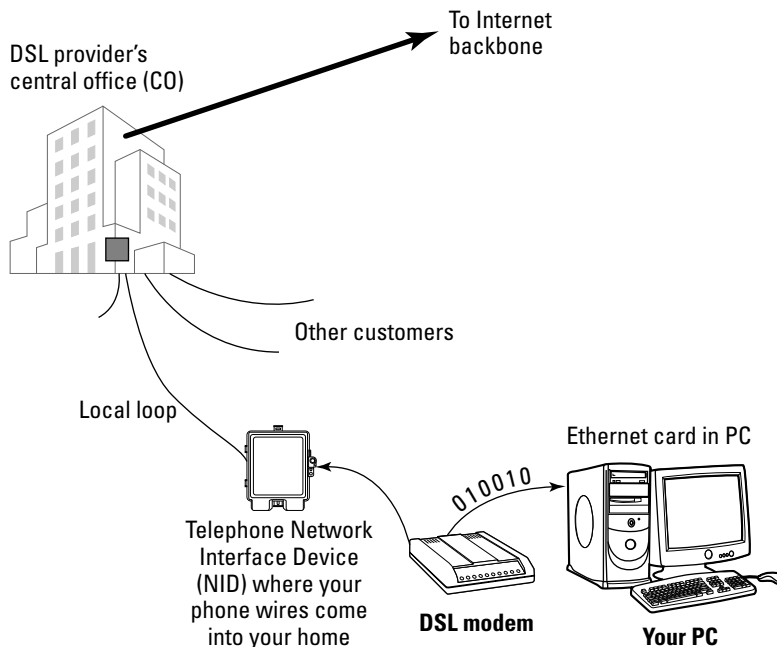 To Internet
backbone
DSL provider's
central office (CO)
Other customers
Local loop
Ethernet card in PC
010010
Telephone Network
Interface Device
(NID) where your
phone wires come
into your home
DSL modem
Your PC